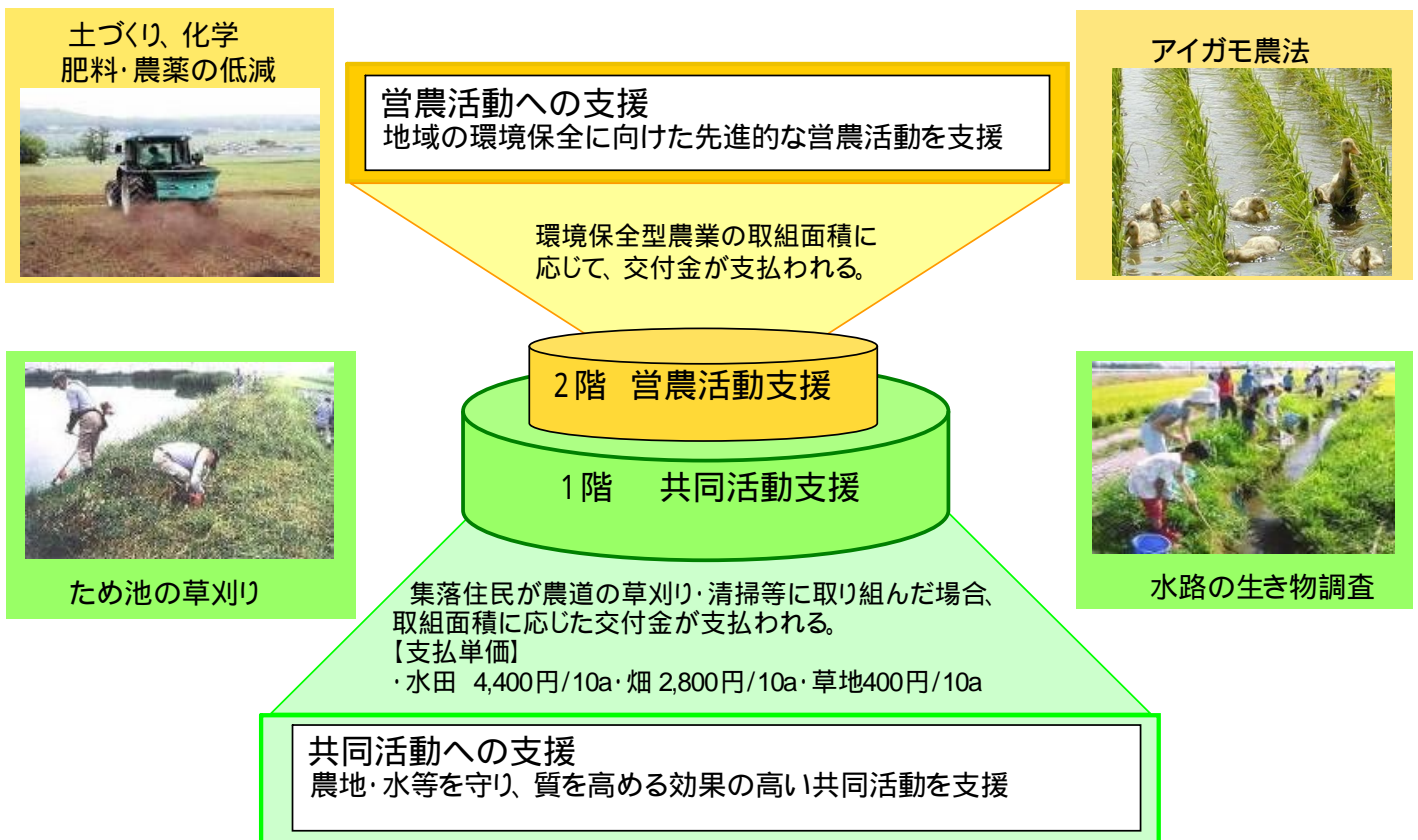 土づくり、化学
肥料・農薬の低減
営農活動への支援
地域の環境保全に向けた先進的な営農活動を支援
アイガモ農法
環境保全型農業の取組面積に
応じて、交付金が支払われる。
2階 営農活動支援
1階 共同活動支援
ため池の草刈り
水路の生き物調査
集落住民が農道の草刈り・清掃等に取り組んだ場合、
取組面積に応じた交付金が支払われる。
【支払単価】
・水田 4,400円/10a・畑 2,800円/10a・草地400円/10a
共同活動への支援
農地・水等を守り、質を高める効果の高い共同活動を支援